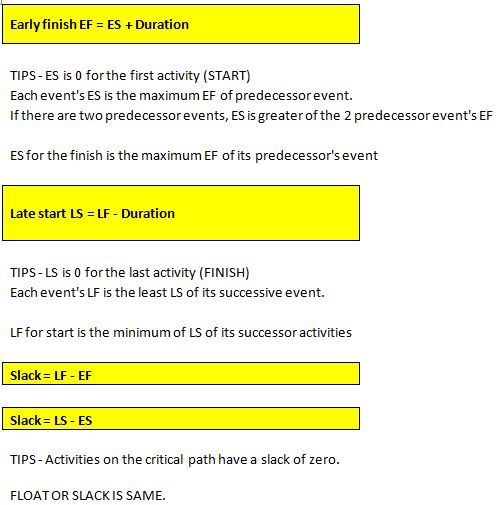 Early finish EF = ES + Duration
TIPS - ES is 0 for the first activity (START)
Each event's ES is the maximum EF of predecessor event.
If there are two predecessor events, ES is greater of the 2 predecessor event's EF
ES for the finish is the maximum EF of its predecessor's event
Late start LS = LF - Duration
TIPS - LS is 0 for the last activity (FINISH)
Each event's LF is the least LS of its successive event.
LF for start is the minimum of LS of its successor activities
Slack = LF - EF
Slack = LS - ES
TIPS - Activities on the critical path have a slack of zero.
FLOAT OR SLACK IS SAME.